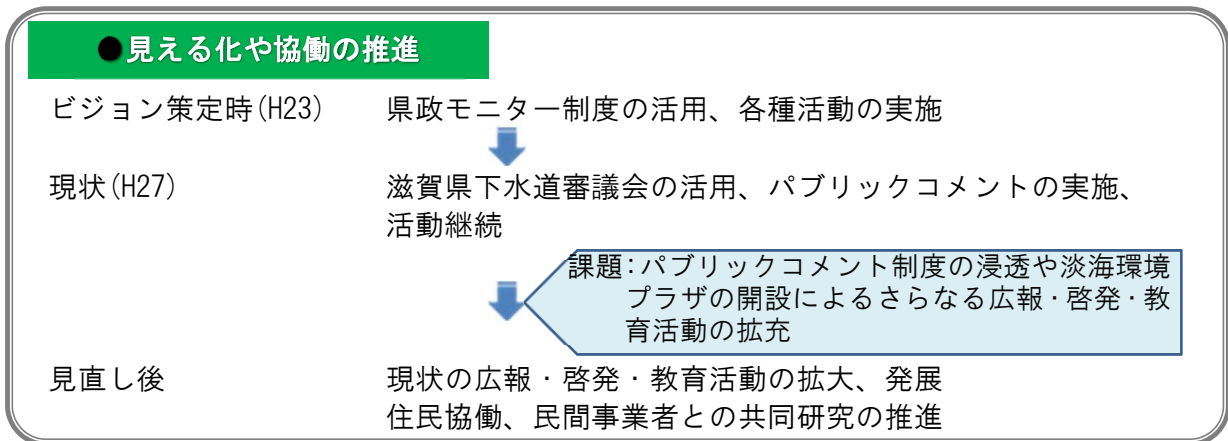 ●見える化や協働の推進
ビジョン策定時(H23) 県政モニター制度の活用、各種活動の実施
現状(H27) 滋賀県下水道審議会の活用、パブリックコメントの実施、
活動継続
課題:パブリックコメント制度の浸透や淡海環境
プラザの開設によるさらなる広報・啓発・教
育活動の拡充
見直し後 現状の広報・啓発・教育活動の拡大、発展
住民協働、民間事業者との共同研究の推進